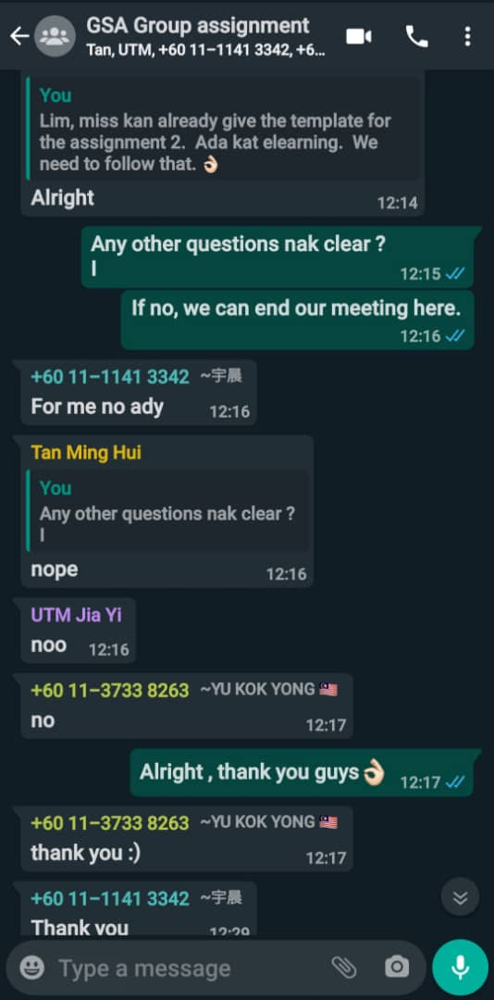 GSA Group assignment
Tan, UTM, +60 11-1141 3342, +6...
You
Lim, miss kan already give the template for
the assignment 2. Ada kat elearning. We
need to follow that. 👌🏻
Alright
12:14
Any other questions nak clear ?
I
12:15
If no, we can end our meeting here.
12:16
+60 11-1141 3342 ~宇晨
For me no ady
12:16
Tan Ming Hui
You
Any other questions nak clear ?
I
nope
12:16
UTM Jia Yi
noo
12:16
+60 11-3733 8263 ~YU KOK YONG 🇲🇾
no
12:17
Alright , thank you guys👌🏻
12:17
+60 11-3733 8263 ~YU KOK YONG 🇲🇾
thank you :)
12:17
+60 11-1141 3342 ~宇晨
Thank you
12:29
Type a message